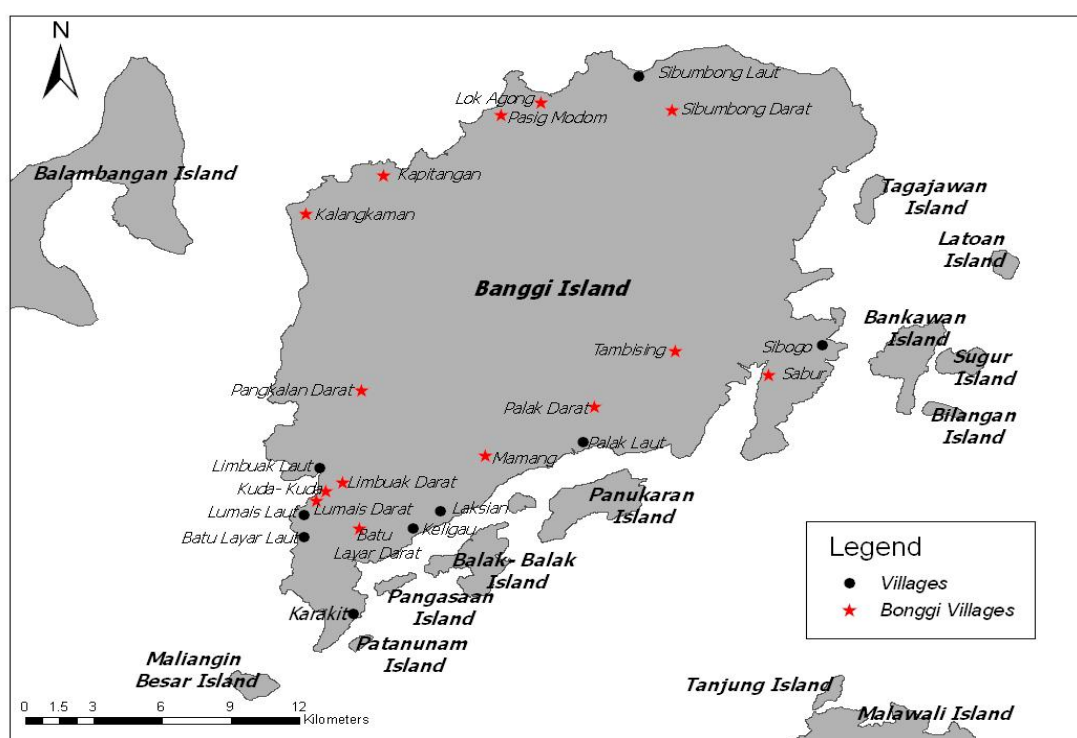 N
Sibumbong Laut
Lok Agong
Pasig Modom
Sibumbong Darat
Balambangan Island
Kapitangan
Tagajawan
Island
Kalangkaman
Latoan
Island
Banggi Island
Bankawan
Island
Tambising
Sibogo
Sugur
Island
Sabur
Pangkalan Darat
Palak Darat
Bilangan
Island
Palak Laut
Mamang
Limbuak Laut
Limbuak Darat
Kuda-Kuda
Panukaran
Island
Lumais Laut
Lumais Darat
Laksian
Batu Layar Laut
Batu
Layar Darat
Keligau
Balak-Balak
Island
Pangasaan
Island
Karakit
Patanunam
Island
Maliangin
Besar Island
Tanjung Island
Malawali Island
Legend
Villages
Bonggi Villages
0 1.5 3 6 9 12
Kilometers